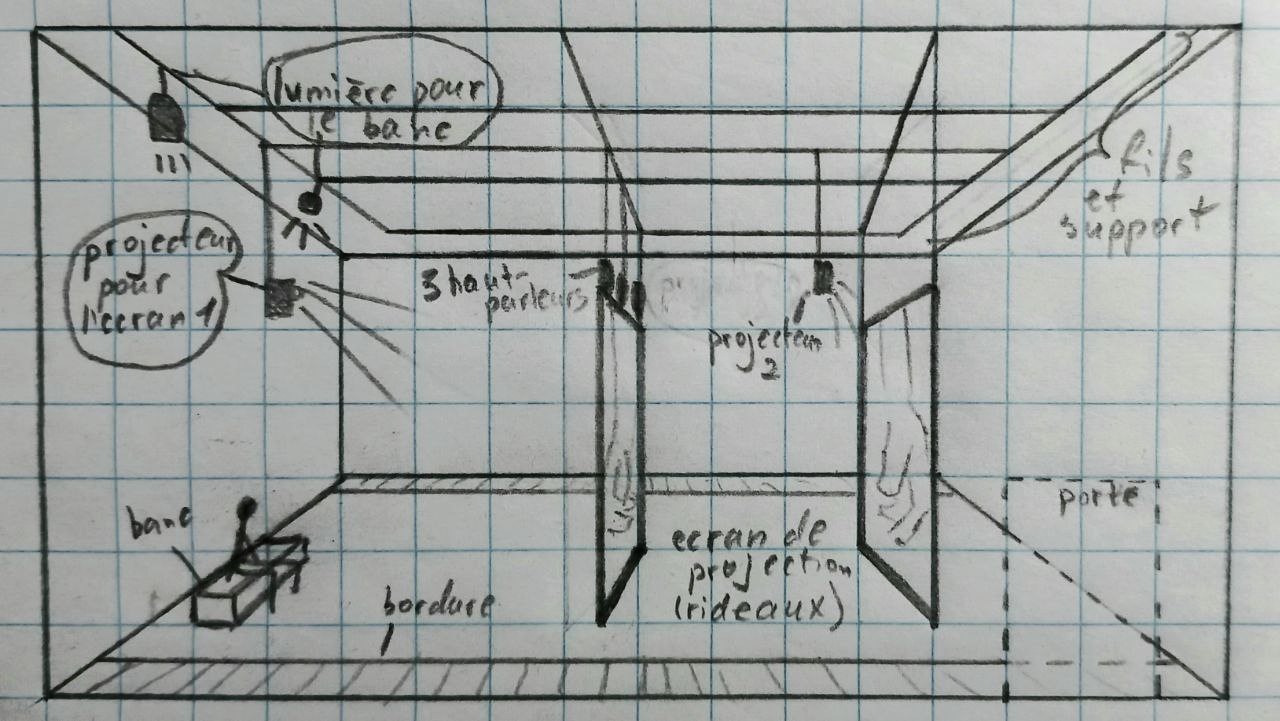 lumière pour
le banc
fils
et
support
projecteur
pour
l'ecran 1
3 haut-
parleurs
projecteur
2
porte
banc
ecran de
projection
(rideaux)
bordure